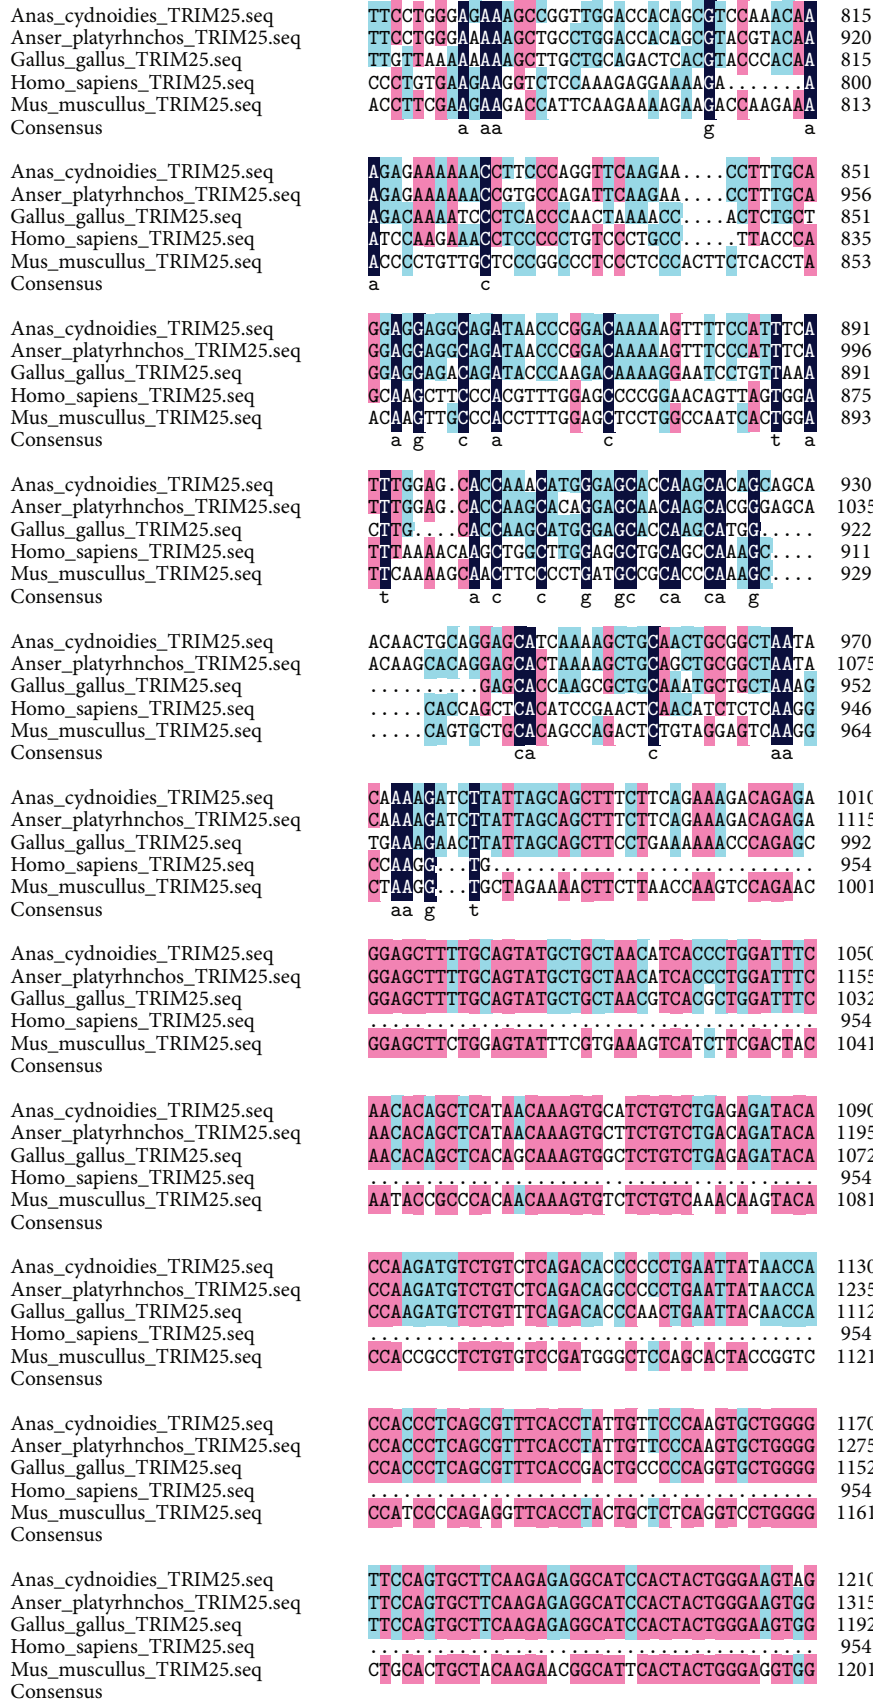 Anas_cydnoidies_TRIM25.seq TTCCTGGGAGAAAGCCGGTTGGACCACAGCGTCCAAACAA 815
Anser_platyrhnchos_TRIM25.seq TTCCTGGGAAAAAGCTGCCTGGACCACAGCGTACGTACAA 920
Gallus_gallus_TRIM25.seq TTGTTAAAAAAAAGCTTGCTGCAGACTCACGTACCCACAA 815
Homo_sapiens_TRIM25.seq CCCTGTGAAGAAGGTCTCCAAAGAGGAAAAGA.......A 800
Mus_muscullus_TRIM25.seq ACCTTCGAAGAAGACCATTCAAGAAAAGAAGACCAAGAAA 813
Consensus a aa g a
Anas_cydnoidies_TRIM25.seq AGAGAAAAAACCTTCCCAGGTTCAAGAA....CCTTTGCA 851
Anser_platyrhnchos_TRIM25.seq AGAGAAAAAACCGTGCCAGATTCAAGAA....CCTTTGCA 956
Gallus_gallus_TRIM25.seq AGACAAAATCCCTCACCCAACTAAAACC....ACTCTGCT 851
Homo_sapiens_TRIM25.seq ATCCAAGAAACCTCCCCCTGTCCCTGCC.....TTACCCA 835
Mus_muscullus_TRIM25.seq ACCCCTGTTGCTCCCGGCCCTCCCTCCCACTTCTCACCTA 853
Consensus a c
Anas_cydnoidies_TRIM25.seq GGAGGAGGCAGATAACCCGGACAAAAAGTTTTCCATTTCA 891
Anser_platyrhnchos_TRIM25.seq GGAGGAGGCAGATAACCCGGACAAAAAGTTTCCCATTTCA 996
Gallus_gallus_TRIM25.seq GGAGGAGACAGATACCCAAGACAAAAGGAATCCTGTTAAA 891
Homo_sapiens_TRIM25.seq GCAAGCTTCCCACGTTTGGAGCCCCGGAACAGTTAGTGGA 875
Mus_muscullus_TRIM25.seq ACAAGTTGCCCACCTTTGGAGCTCCTGGCCAATCACTGGA 893
Consensus a g c a c t a
Anas_cydnoidies_TRIM25.seq TTTGGAG.CACCAAACATGGGAGCACCAAGCACAGCAGCA 930
Anser_platyrhnchos_TRIM25.seq TTTGGAG.CACCAAGCACAGGAGCAACAAGCACGGGAGCA 1035
Gallus_gallus_TRIM25.seq CTTG....CACCAAGCATGGGAGCACCAAGCATGG..... 922
Homo_sapiens_TRIM25.seq TTTAAAACAAGCTGGCTTGGAGGCTGCAGCCAAAGC.... 911
Mus_muscullus_TRIM25.seq TTCAAAAGCAACTTCCCCTGATGCCGCACCCAAAGC.... 929
Consensus t a c c g gc ca ca g
Anas_cydnoidies_TRIM25.seq ACAACTGCAGGAGCATCAAAAGCTGCAACTGCGGCTAATA 970
Anser_platyrhnchos_TRIM25.seq ACAAGCACAGGAGCACTAAAAGCTGCAGCTGCGGCTAATA 1075
Gallus_gallus_TRIM25.seq ..........GAGCACCAAGCGCTGCAAATGCTGCTAAAG 952
Homo_sapiens_TRIM25.seq .....CACCAGCTCACATCCGAACTCAACATCTCTCAAGG 946
Mus_muscullus_TRIM25.seq .....CAGTGCTGCACAGCCAGACTCTGTAGGAGTCAAGG 964
Consensus ca c aa
Anas_cydnoidies_TRIM25.seq CAAAAGATCTTATTAGCAGCTTTCTTCAGAAAGACAGAGA 1010
Anser_platyrhnchos_TRIM25.seq CAAAAGATCTTATTAGCAGCTTTCTTCAGAAAGACAGAGA 1115
Gallus_gallus_TRIM25.seq TGAAAGAACTTATTAGCAGCTTCCTGAAAAAACCCAGAGC 992
Homo_sapiens_TRIM25.seq CCAAGG...TG............................. 954
Mus_muscullus_TRIM25.seq CTAAGG...TGCTAGAAAACTTCTTAACCAAGTCCAGAAC 1001
Consensus aa g t
Anas_cydnoidies_TRIM25.seq GGAGCTTTTGCAGTATGCTGCTAACATCACCCTGGATTTC 1050
Anser_platyrhnchos_TRIM25.seq GGAGCTTTTGCAGTATGCTGCTAACATCACCCTGGATTTC 1155
Gallus_gallus_TRIM25.seq GGAGCTTTTGCAGTATGCTGCTAACGTCACGCTGGATTTC 1032
Homo_sapiens_TRIM25.seq ........................................ 954
Mus_muscullus_TRIM25.seq GGAGCTTCTGGAGTATTTCGTGAAAGTCATCTTCGACTAC 1041
Consensus
Anas_cydnoidies_TRIM25.seq AACACAGCTCATAACAAAGTGCATCTGTCTGAGAGATACA 1090
Anser_platyrhnchos_TRIM25.seq AACACAGCTCATAACAAAGTGCTTCTGTCTGACAGATACA 1195
Gallus_gallus_TRIM25.seq AACACAGCTCACAGCAAAGTGGCTCTGTCTGAGAGATACA 1072
Homo_sapiens_TRIM25.seq ........................................ 954
Mus_muscullus_TRIM25.seq AATACCGCCCACAACAAAGTGTCTCTGTCAAACAAGTACA 1081
Consensus
Anas_cydnoidies_TRIM25.seq CCAAGATGTCTGTCTCAGACACCCCCCTGAATTATAACCA 1130
Anser_platyrhnchos_TRIM25.seq CCAAGATGTCTGTCTCAGACAGCCCCCTGAATTATAACCA 1235
Gallus_gallus_TRIM25.seq CCAAGATGTCTGTTTCAGACACCCAACTGAATTACAACCA 1112
Homo_sapiens_TRIM25.seq ........................................ 954
Mus_muscullus_TRIM25.seq CCACCGCCTCTGTGTCCGATGGGCTCCAGCACTACCGGTC 1121
Consensus
Anas_cydnoidies_TRIM25.seq CCACCCTCAGCGTTTCACCTATTGTTCCCAAGTGCTGGGG 1170
Anser_platyrhnchos_TRIM25.seq CCACCCTCAGCGTTTCACCTATTGTTCCCAAGTGCTGGGG 1275
Gallus_gallus_TRIM25.seq CCACCCTCAGCGTTTCACCGACTGCCCCCAGGTGCTGGGG 1152
Homo_sapiens_TRIM25.seq ........................................ 954
Mus_muscullus_TRIM25.seq CCATCCCCAGAGGTTCACCTACTGCTCTCAGGTCCTGGGG 1161
Consensus
Anas_cydnoidies_TRIM25.seq TTCCAGTGCTTCAAGAGAGGCATCCACTACTGGGAAGTAG 1210
Anser_platyrhnchos_TRIM25.seq TTCCAGTGCTTCAAGAGAGGCATCCACTACTGGGAAGTGG 1315
Gallus_gallus_TRIM25.seq TTCCAGTGCTTCAAGAGAGGCATCCACTACTGGGAAGTGG 1192
Homo_sapiens_TRIM25.seq ........................................ 954
Mus_muscullus_TRIM25.seq CTGCACTGCTACAAGAACGGCATTCACTACTGGGAGGTGG 1201
Consensus